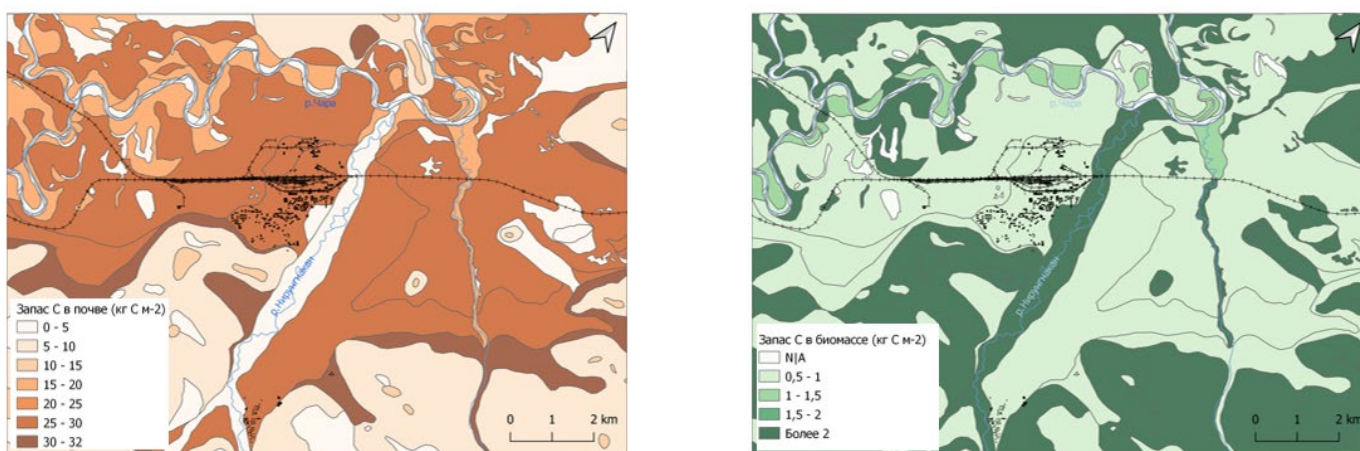 р.Чара
р.Нирунгнакан
Запас С в почве (кг С м-2)
0 - 5
5 - 10
10 - 15
15 - 20
20 - 25
25 - 30
30 - 32
0 1 2 km
р.Чара
р.Нирунгнакан
Запас С в биомассе (кг С м-2)
N|A
0,5 - 1
1 - 1,5
1,5 - 2
Более 2
0 1 2 km